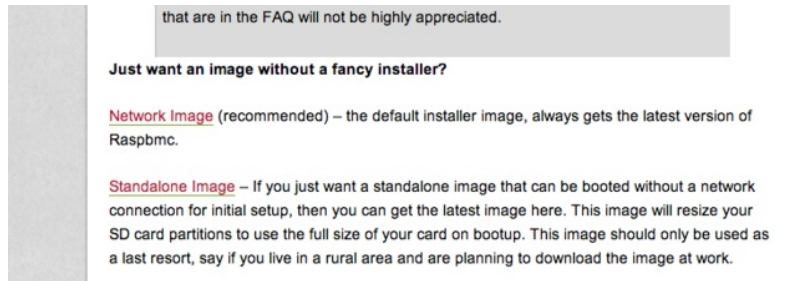 that are in the FAQ will not be highly appreciated.
Just want an image without a fancy installer?
Network Image (recommended) – the default installer image, always gets the latest version of
Raspbmc.
Standalone Image – If you just want a standalone image that can be booted without a network
connection for initial setup, then you can get the latest image here. This image will resize your
SD card partitions to use the full size of your card on bootup. This image should only be used as
a last resort, say if you live in a rural area and are planning to download the image at work.